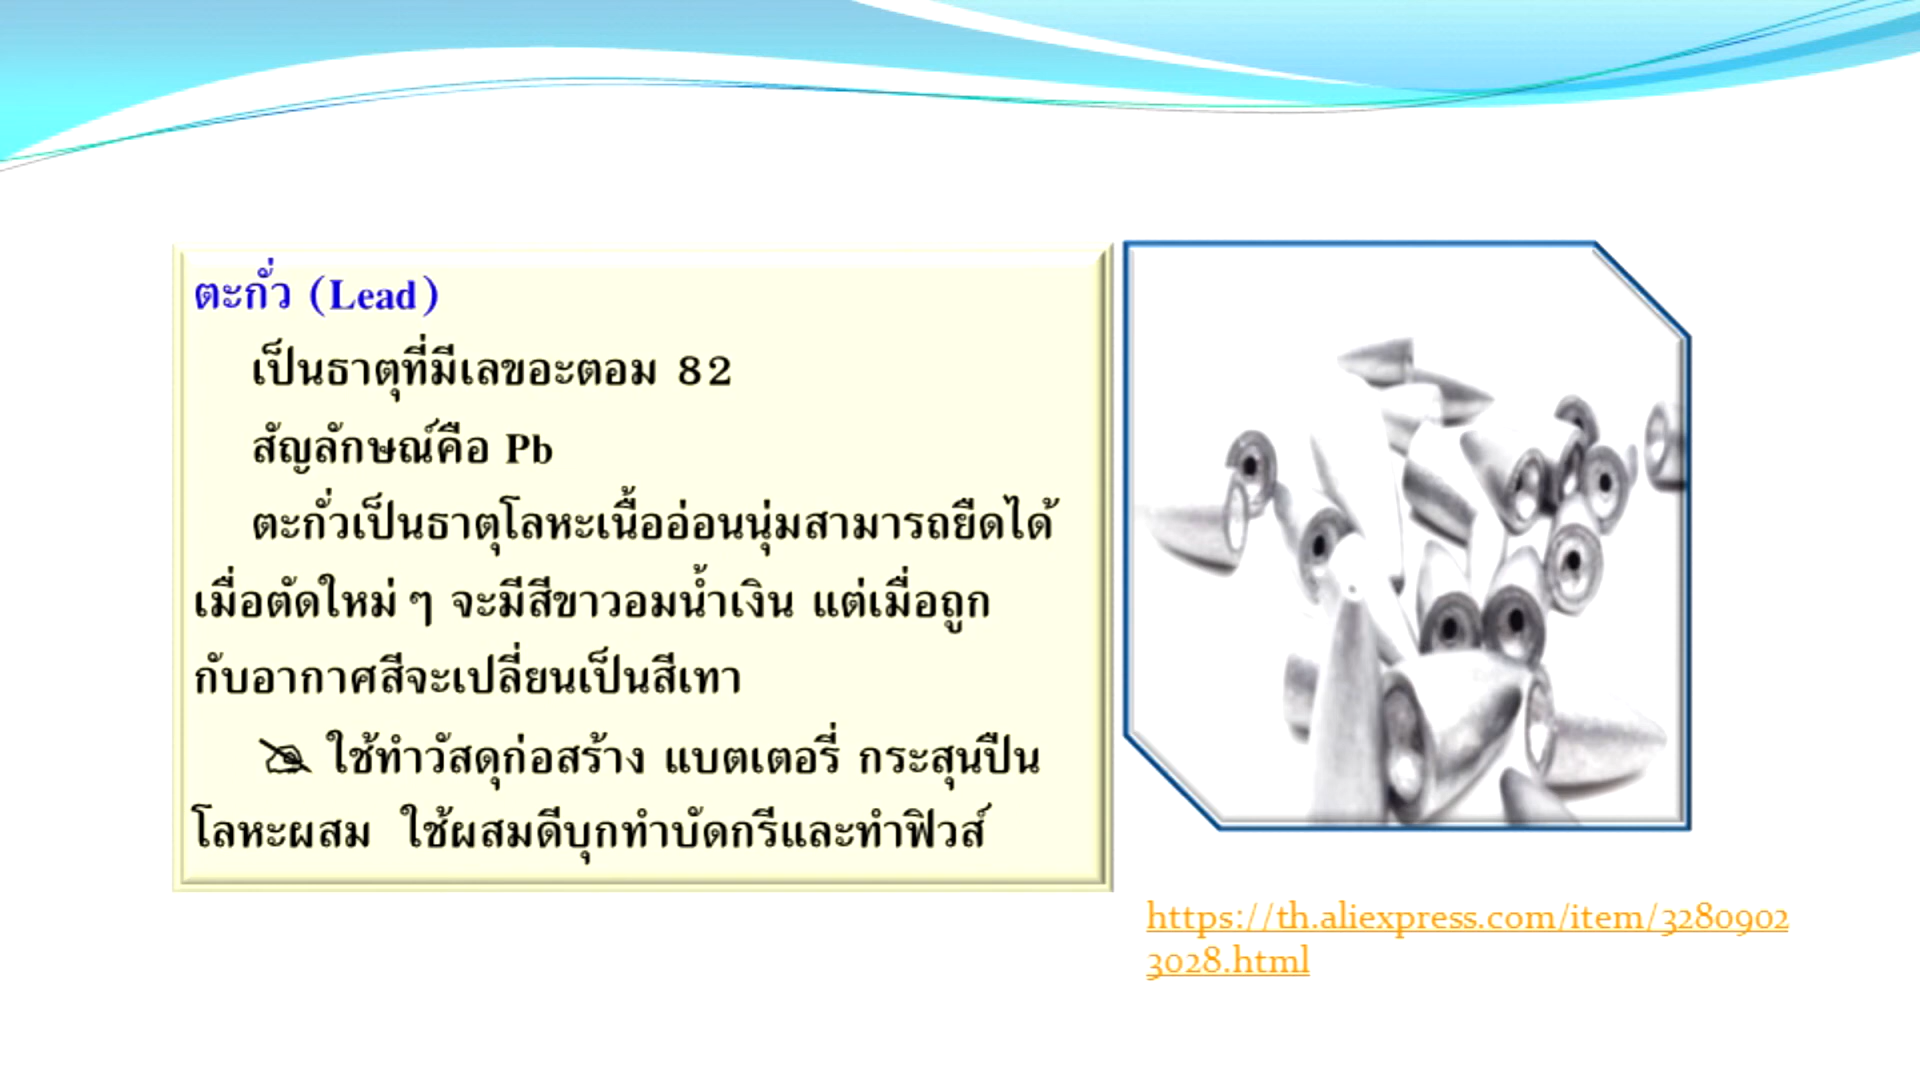 ตะกั่ว (Lead)
เป็นธาตุที่มีเลขอะตอม 82
สัญลักษณ์คือ Pb
ตะกั่วเป็นธาตุโลหะเนื้ออ่อนนุ่มสามารถยืดได้
เมื่อตัดใหม่ ๆ จะมีสีขาวอมน้ำเงิน แต่เมื่อถูก
กับอากาศสีจะเปลี่ยนเป็นสีเทา
ใช้ทำวัสดุก่อสร้าง แบตเตอรี่ กระสุนปืน
โลหะผสม ใช้ผสมดีบุกทำบัดกรีและทำฟิวส์
https://th.aliexpress.com/item/3280902
3028.html